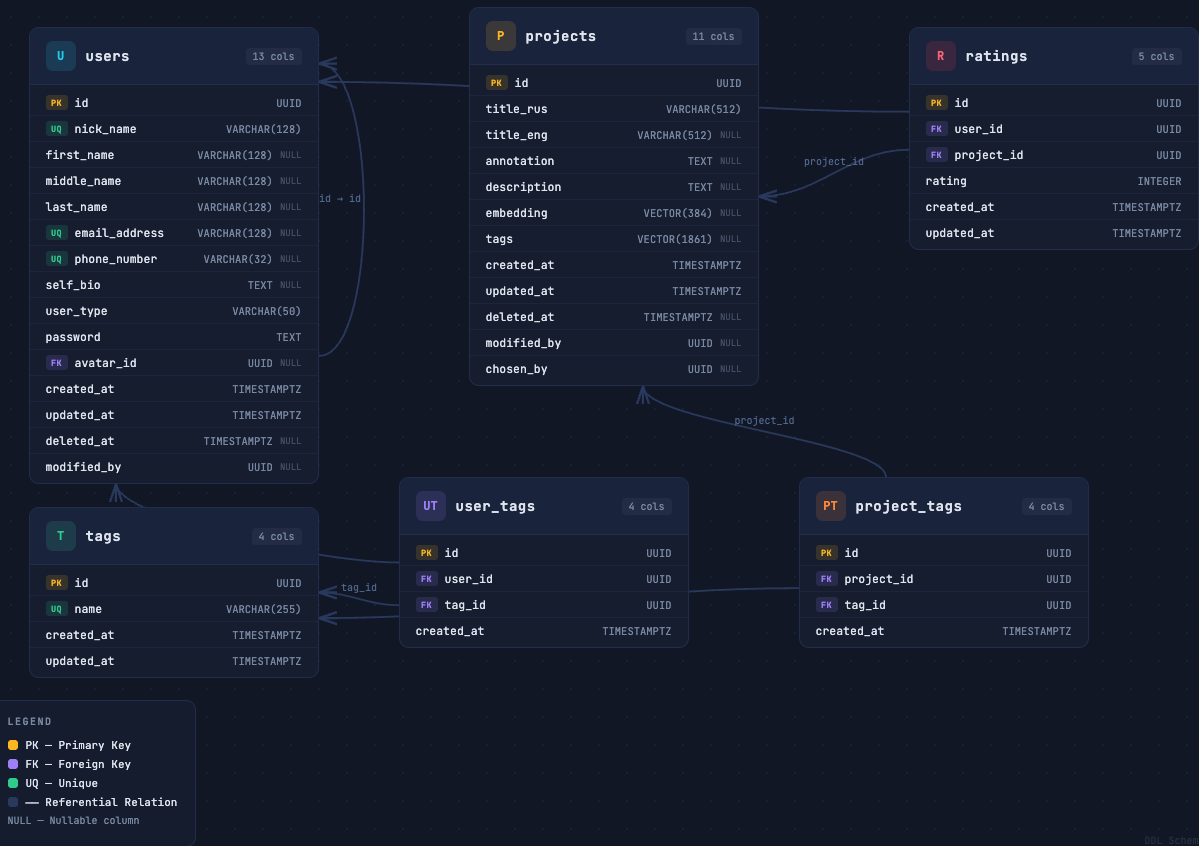 U users 13 cols
PK id UUID
UQ nick_name VARCHAR(128)
first_name VARCHAR(128) NULL
middle_name VARCHAR(128) NULL
last_name VARCHAR(128) NULL
UQ email_address VARCHAR(128) NULL
UQ phone_number VARCHAR(32) NULL
self_bio TEXT NULL
user_type VARCHAR(50)
password TEXT
FK avatar_id UUID NULL
created_at TIMESTAMPTZ
updated_at TIMESTAMPTZ
deleted_at TIMESTAMPTZ NULL
modified_by UUID NULL
id → id
P projects 11 cols
PK id UUID
title_rus VARCHAR(512)
title_eng VARCHAR(512) NULL
annotation TEXT NULL
description TEXT NULL
embedding VECTOR(384) NULL
tags VECTOR(1861) NULL
created_at TIMESTAMPTZ
updated_at TIMESTAMPTZ
deleted_at TIMESTAMPTZ NULL
modified_by UUID NULL
chosen_by UUID NULL
project_id
R ratings 5 cols
PK id UUID
FK user_id UUID
FK project_id UUID
rating INTEGER
created_at TIMESTAMPTZ
updated_at TIMESTAMPTZ
project_id
T tags 4 cols
PK id UUID
UQ name VARCHAR(255)
created_at TIMESTAMPTZ
updated_at TIMESTAMPTZ
tag_id
UT user_tags 4 cols
PK id UUID
FK user_id UUID
FK tag_id UUID
created_at TIMESTAMPTZ
PT project_tags 4 cols
PK id UUID
FK project_id UUID
FK tag_id UUID
created_at TIMESTAMPTZ
LEGEND
PK — Primary Key
FK — Foreign Key
UQ — Unique
—— Referential Relation
NULL — Nullable column